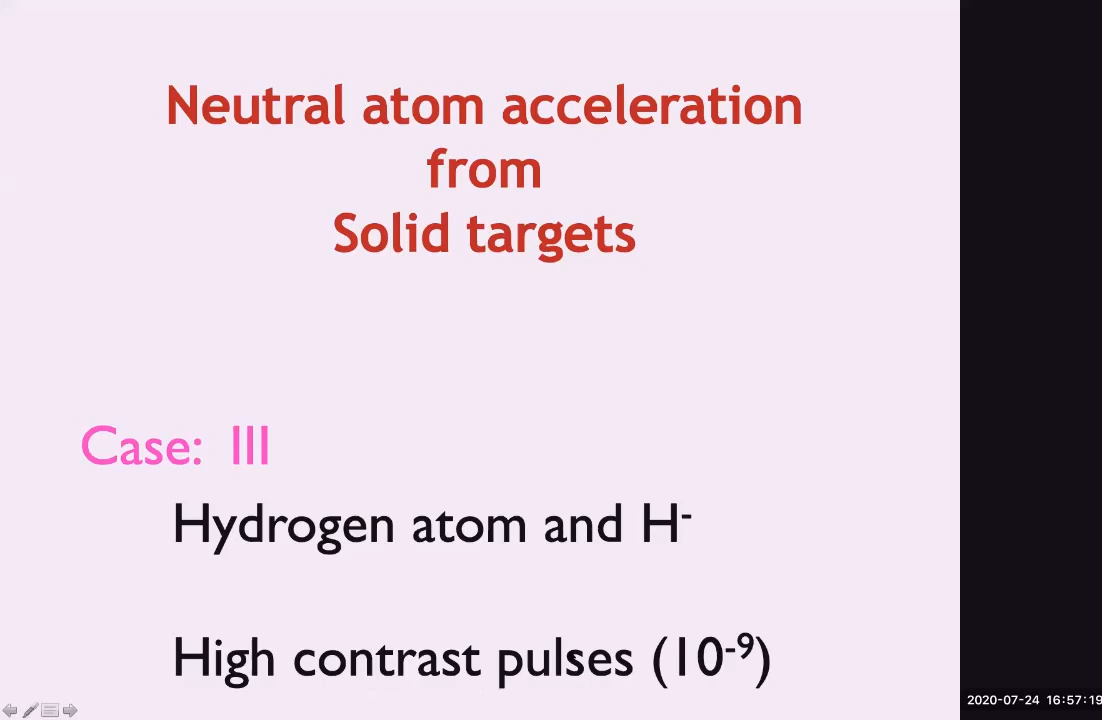 Neutral atom acceleration
from
Solid targets
Case: III
Hydrogen atom and H⁻
High contrast pulses (10⁻⁹)
2020-07-24 16:57:19